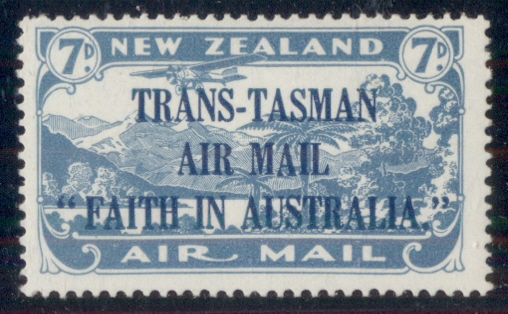 7D NEW ZEALAND 7D
TRANS-TASMAN
AIR MAIL
"FAITH IN AUSTRALIA."
AIR MAIL